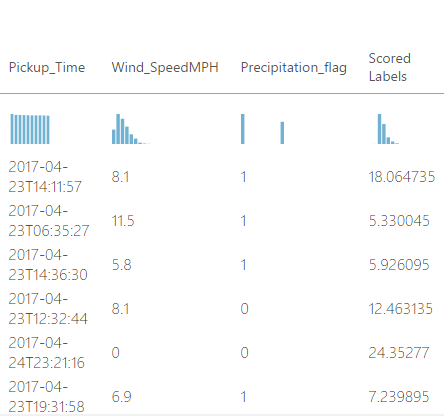 Pickup_Time Wind_SpeedMPH Precipitation_flag Scored
Labels
2017-04-
23T14:11:57 8.1 1 18.064735
2017-04-
23T06:35:27 11.5 1 5.330045
2017-04-
23T14:36:30 5.8 1 5.926095
2017-04-
23T12:32:44 8.1 0 12.463135
2017-04-
24T23:21:16 0 0 24.35277
2017-04-
23T19:31:58 6.9 1 7.239895